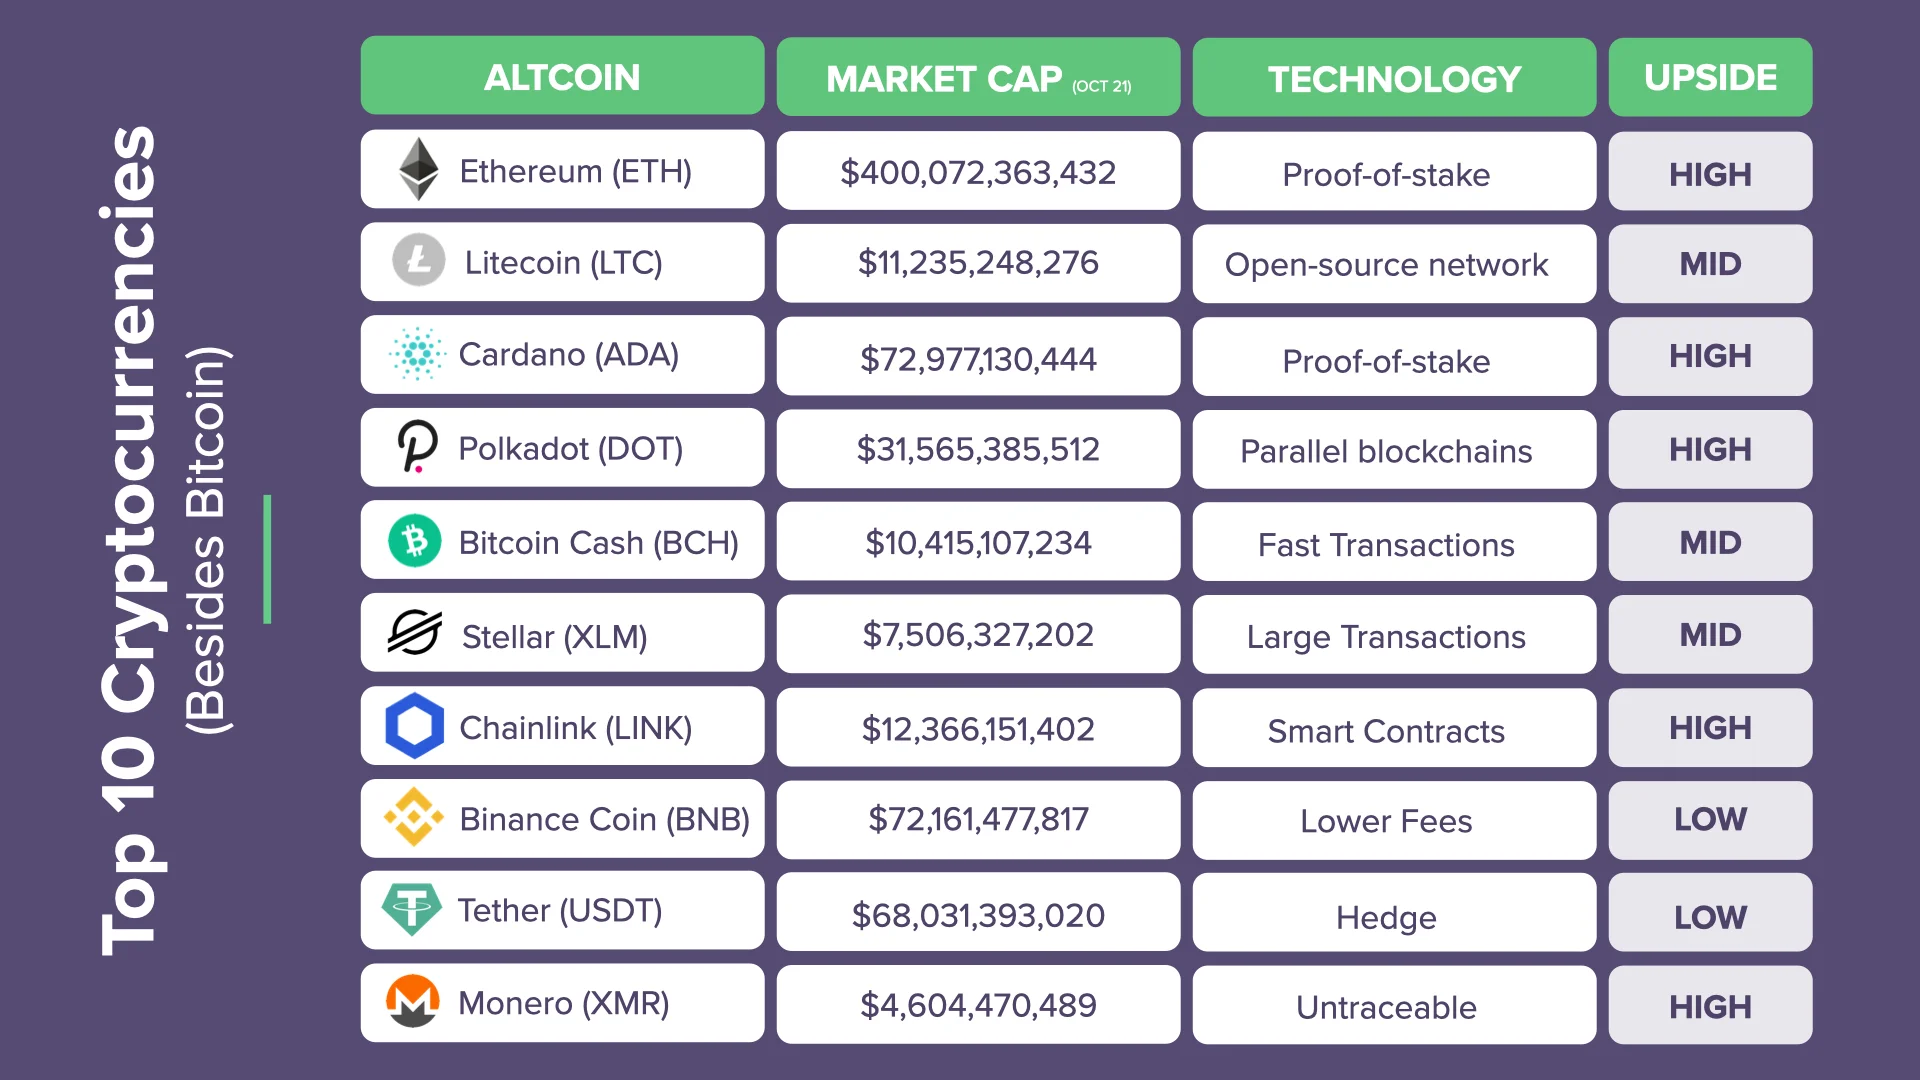 Top 10 Cryptocurrencies
(Besides Bitcoin)
ALTCOIN MARKET CAP (OCT 21) TECHNOLOGY UPSIDE
Ethereum (ETH) $400,072,363,432 Proof-of-stake HIGH
Litecoin (LTC) $11,235,248,276 Open-source network MID
Cardano (ADA) $72,977,130,444 Proof-of-stake HIGH
Polkadot (DOT) $31,565,385,512 Parallel blockchains HIGH
Bitcoin Cash (BCH) $10,415,107,234 Fast Transactions MID
Stellar (XLM) $7,506,327,202 Large Transactions MID
Chainlink (LINK) $12,366,151,402 Smart Contracts HIGH
Binance Coin (BNB) $72,161,477,817 Lower Fees LOW
Tether (USDT) $68,031,393,020 Hedge LOW
Monero (XMR) $4,604,470,489 Untraceable HIGH